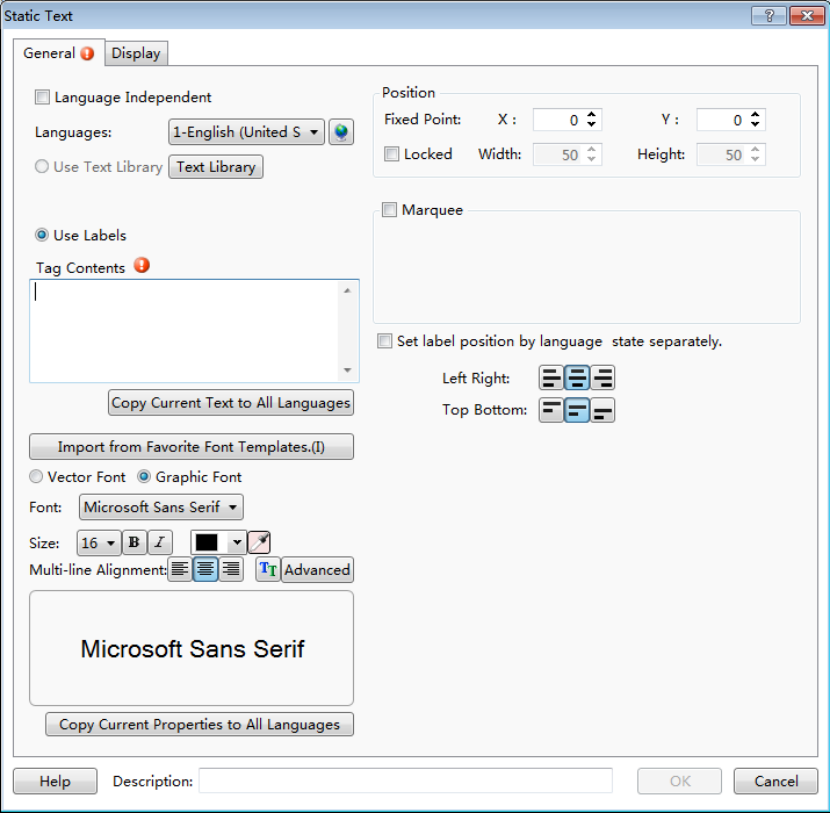 Static Text
General Display
Language Independent
Languages: 1-English (United S
Use Text Library Text Library
Use Labels
Tag Contents
Copy Current Text to All Languages
Import from Favorite Font Templates.(I)
Vector Font Graphic Font
Font: Microsoft Sans Serif
Size: 16 B I
Multi-line Alignment: TT Advanced
Microsoft Sans Serif
Copy Current Properties to All Languages
Position
Fixed Point: X : 0 Y : 0
Locked Width: 50 Height: 50
Marquee
Set label position by language state separately.
Left Right:
Top Bottom:
Help Description: OK Cancel